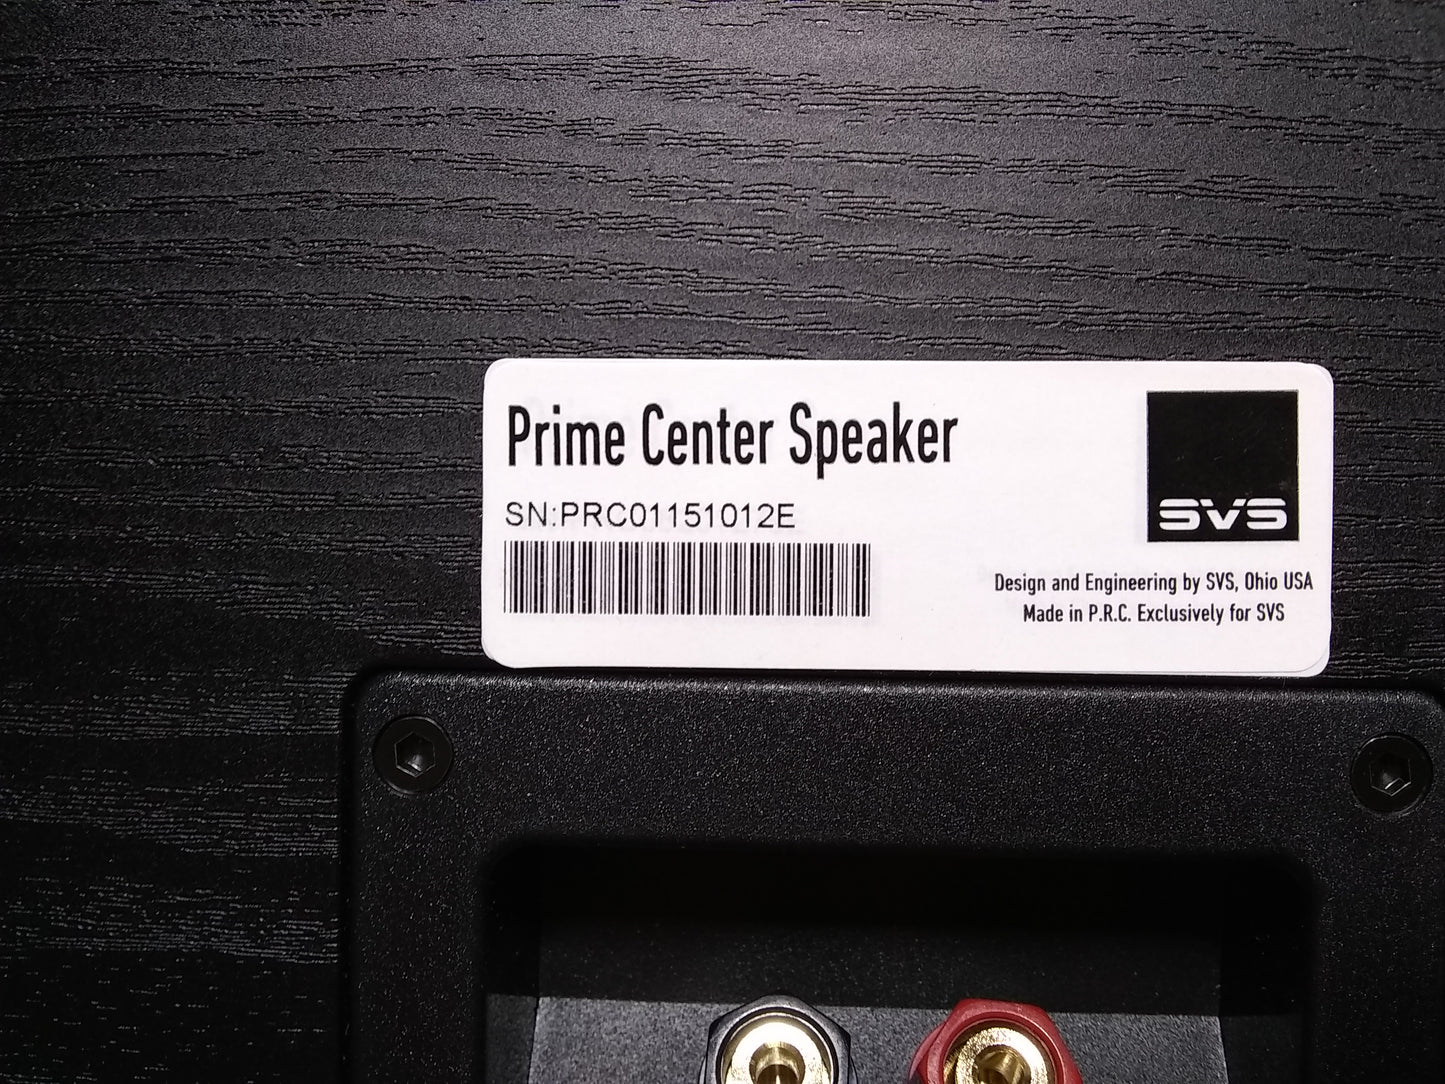 Prime Center Speaker
SN:PRC01151012E
SVS
Design and Engineering by SVS, Ohio USA
Made in P.R.C. Exclusively for SVS